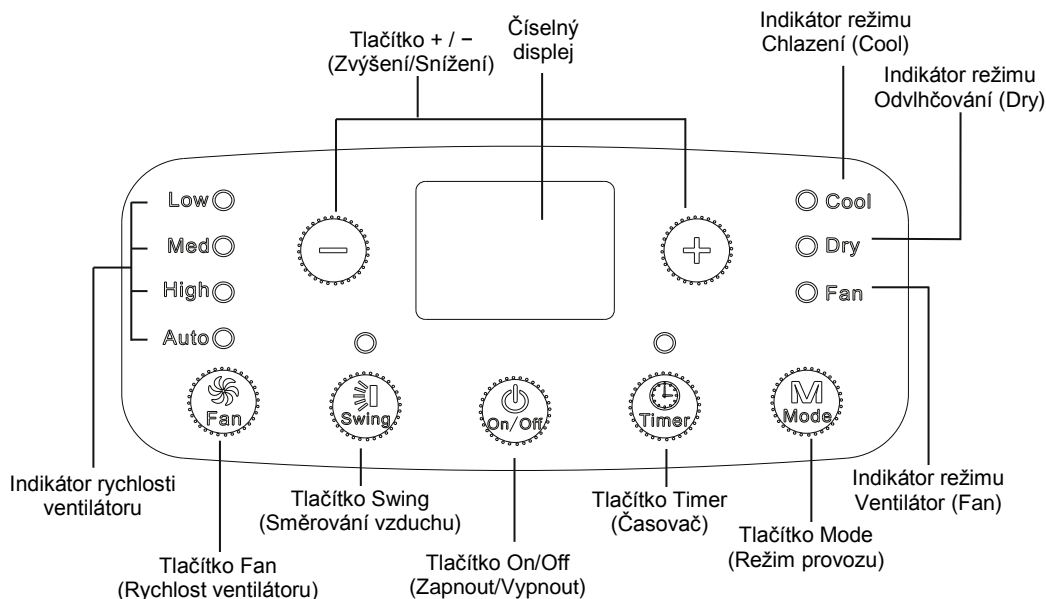 Indikátor režimu
Chlazení (Cool)
Číselný
displej
Tlačítko + / −
(Zvýšení/Snížení)
Indikátor režimu
Odvlhčování (Dry)
Low
Med
High
Auto
−
+
Cool
Dry
Fan
Fan
Swing
On/Off
Timer
M
Mode
Indikátor rychlosti
ventilátoru
Tlačítko Swing
(Směrování vzduchu)
Tlačítko Timer
(Časovač)
Indikátor režimu
Ventilátor (Fan)
Tlačítko Mode
(Režim provozu)
Tlačítko Fan
(Rychlost ventilátoru)
Tlačítko On/Off
(Zapnout/Vypnout)